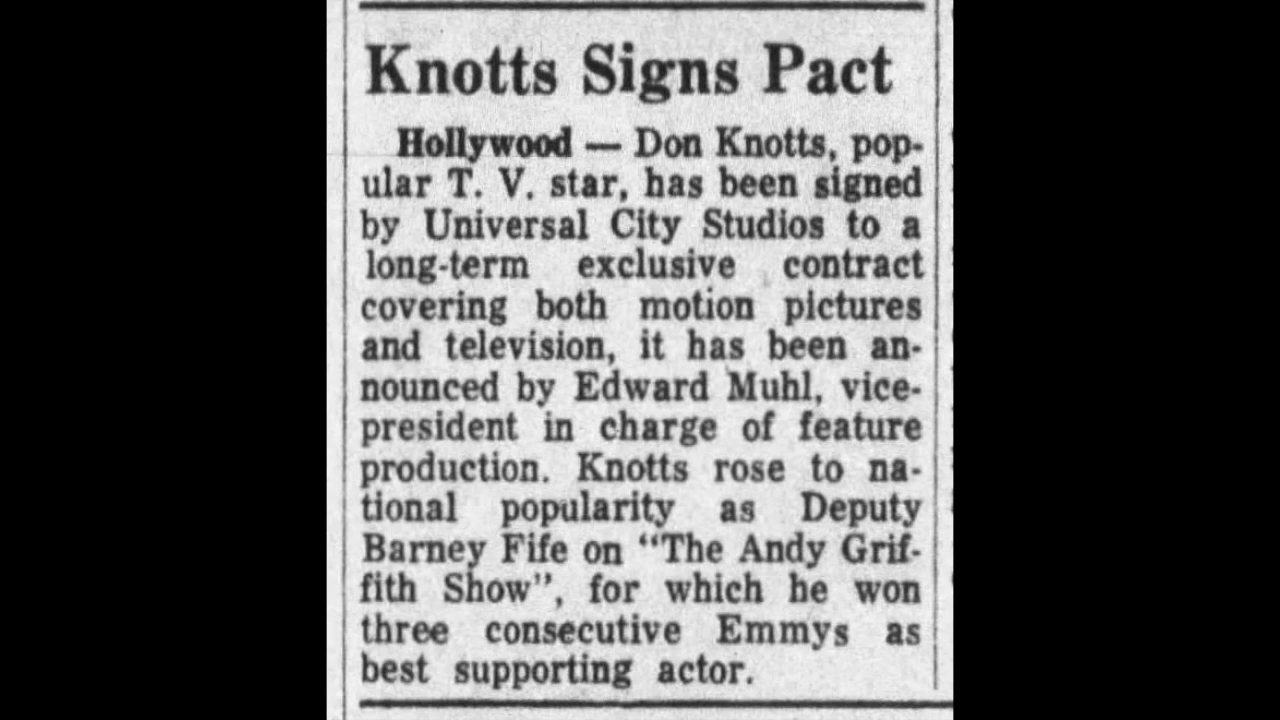 Knotts Signs Pact
Hollywood — Don Knotts, pop-
ular T. V. star, has been signed
by Universal City Studios to a
long-term exclusive contract
covering both motion pictures
and television, it has been an-
nounced by Edward Muhl, vice-
president in charge of feature
production. Knotts rose to na-
tional popularity as Deputy
Barney Fife on “The Andy Grif-
fith Show”, for which he won
three consecutive Emmys as
best supporting actor.